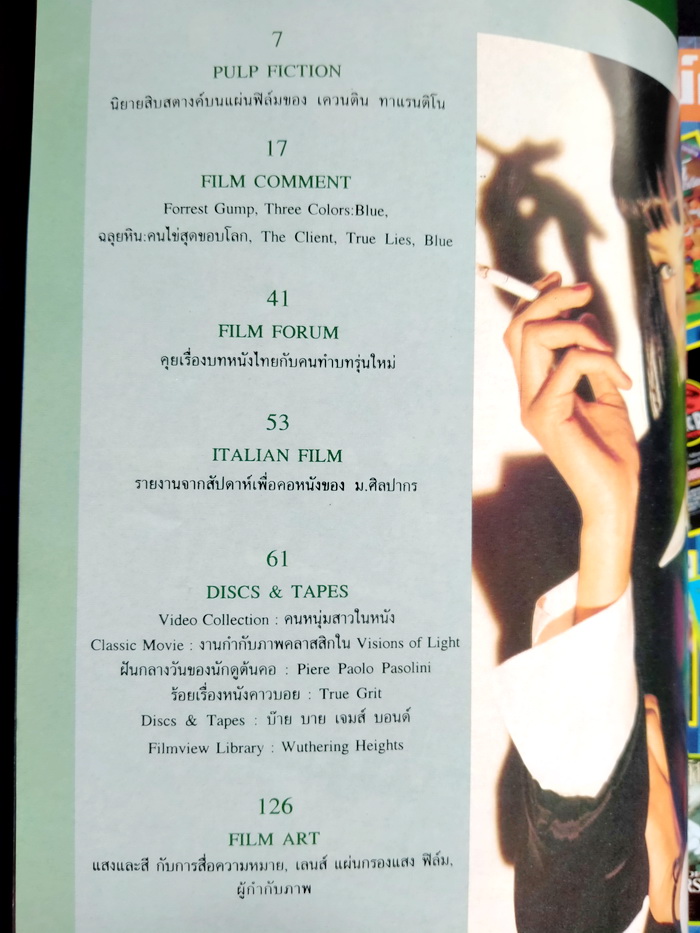 7
PULP FICTION
นิยายสิบสตางค์บนแผ่นฟิล์มของ เควนติน ทาแรนติโน
17
FILM COMMENT
Forrest Gump, Three Colors:Blue,
ฉลุยหิน:คนไข่สุดขอบโลก, The Client, True Lies, Blue
41
FILM FORUM
คุยเรื่องบทหนังไทยกับคนทำบทรุ่นใหม่
53
ITALIAN FILM
รายงานจากสัปดาห์เพื่อคอหนังของ ม.ศิลปากร
61
DISCS & TAPES
Video Collection : คนหนุ่มสาวในหนัง
Classic Movie : งานกำกับภาพคลาสสิกใน Visions of Light
ฝันกลางวันของนักดูต้นคอ : Piere Paolo Pasolini
ร้อยเรื่องหนังคาวบอย : True Grit
Discs & Tapes : บ๊าย บาย เจมส์ บอนด์
Filmview Library : Wuthering Heights
126
FILM ART
แสงและสี กับการสื่อความหมาย, เลนส์ แผ่นกรองแสง ฟิล์ม,
ผู้กำกับภาพ